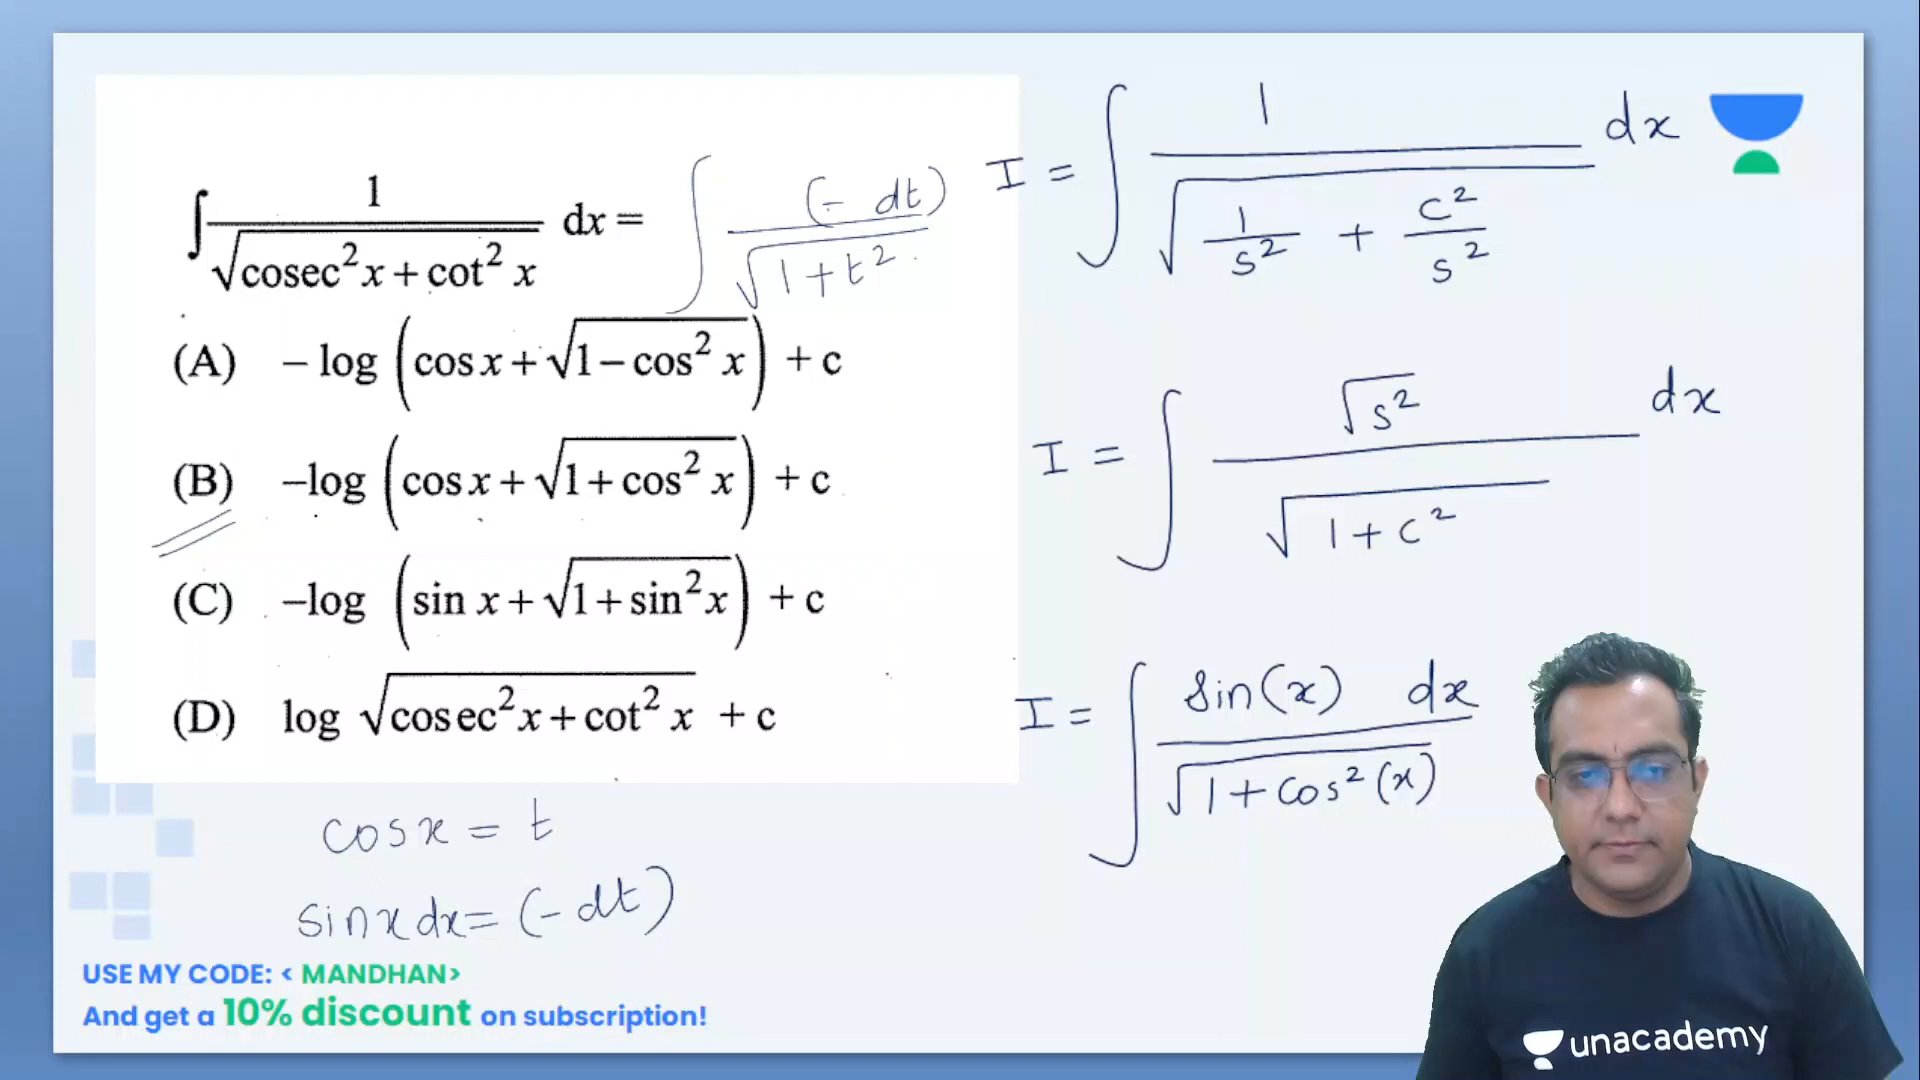 ∫ 1/√(cosec²x + cot²x) dx = ∫ (- dt)/√(1 + t²)
(A) – log (cos x + √(1 – cos² x)) + c
(B) –log (cos x + √(1 + cos² x)) + c
(C) –log (sin x + √(1 + sin² x)) + c
(D) log √(cosec² x + cot² x) + c
cos x = t
sin x dx = (- dt)
I = ∫ 1/√(1/s² + c²/s²) dx
I = ∫ √s²/√(1 + c²) dx
I = ∫ sin(x) dx/√(1 + cos²(x))
USE MY CODE: < MANDHAN>
And get a 10% discount on subscription!
unacademy